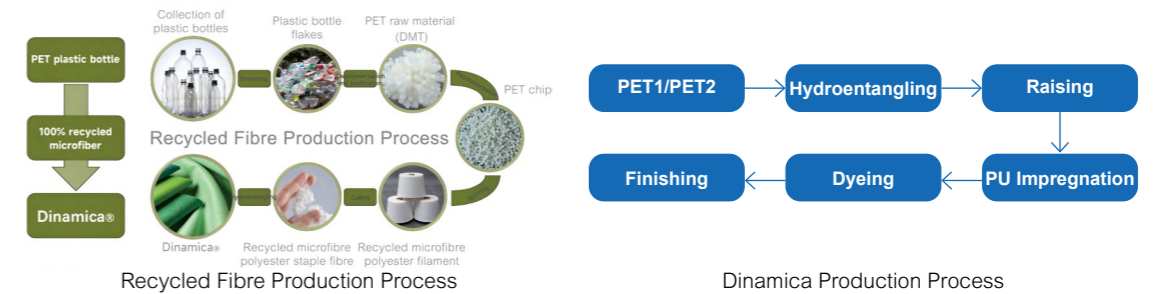 PET plastic bottle
100% recycled
microfiber
Dinamica®
Collection of
plastic bottles
Plastic bottle
flakes
PET raw material
(DMT)
Shredding
PET chip
Recycled Fibre Production Process
Dinamica®
Recycled microfibre
polyester staple fibre
Cutting
Recycled microfibre
polyester filament
Recycled Fibre Production Process
PET1/PET2
Hydroentangling
Raising
PU Impregnation
Dyeing
Finishing
Dinamica Production Process